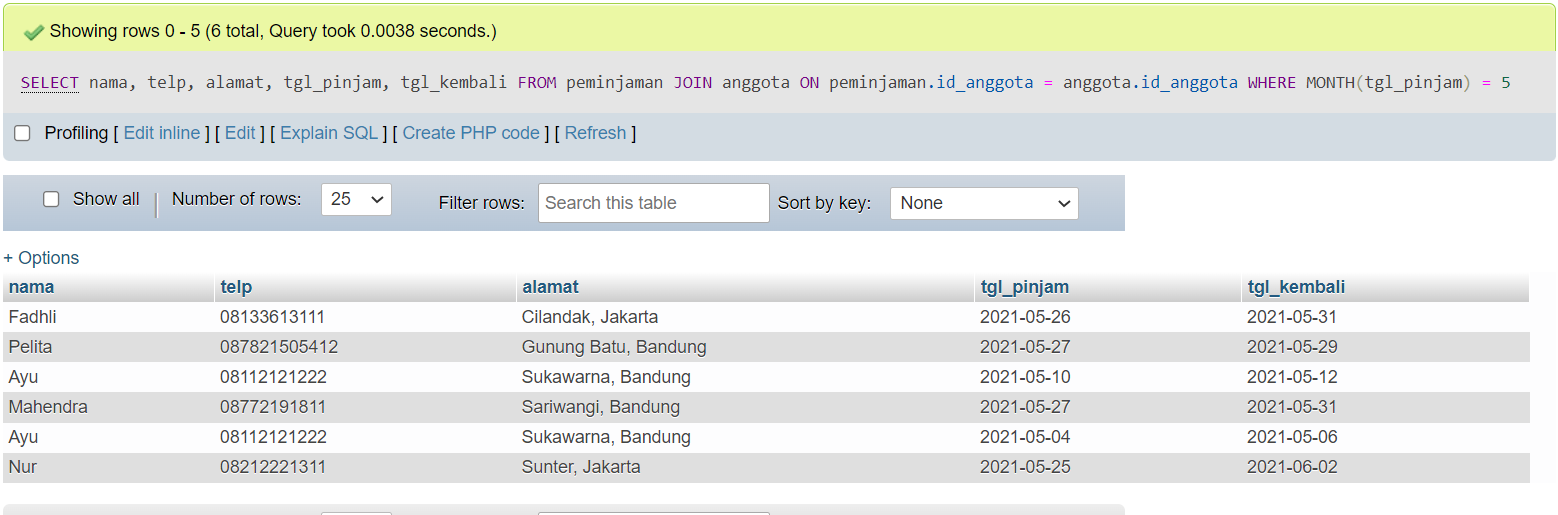 Showing rows 0 - 5 (6 total, Query took 0.0038 seconds.)
SELECT nama, telp, alamat, tgl_pinjam, tgl_kembali FROM peminjaman JOIN anggota ON peminjaman.id_anggota = anggota.id_anggota WHERE MONTH(tgl_pinjam) = 5
Profiling [ Edit inline ] [ Edit ] [ Explain SQL ] [ Create PHP code ] [ Refresh ]
Show all Number of rows: 25 Filter rows: Search this table Sort by key: None
+ Options
nama telp alamat tgl_pinjam tgl_kembali
Fadhli 08133613111 Cilandak, Jakarta 2021-05-26 2021-05-31
Pelita 087821505412 Gunung Batu, Bandung 2021-05-27 2021-05-29
Ayu 08112121222 Sukawarna, Bandung 2021-05-10 2021-05-12
Mahendra 08772191811 Sariwangi, Bandung 2021-05-27 2021-05-31
Ayu 08112121222 Sukawarna, Bandung 2021-05-04 2021-05-06
Nur 08212221311 Sunter, Jakarta 2021-05-25 2021-06-02